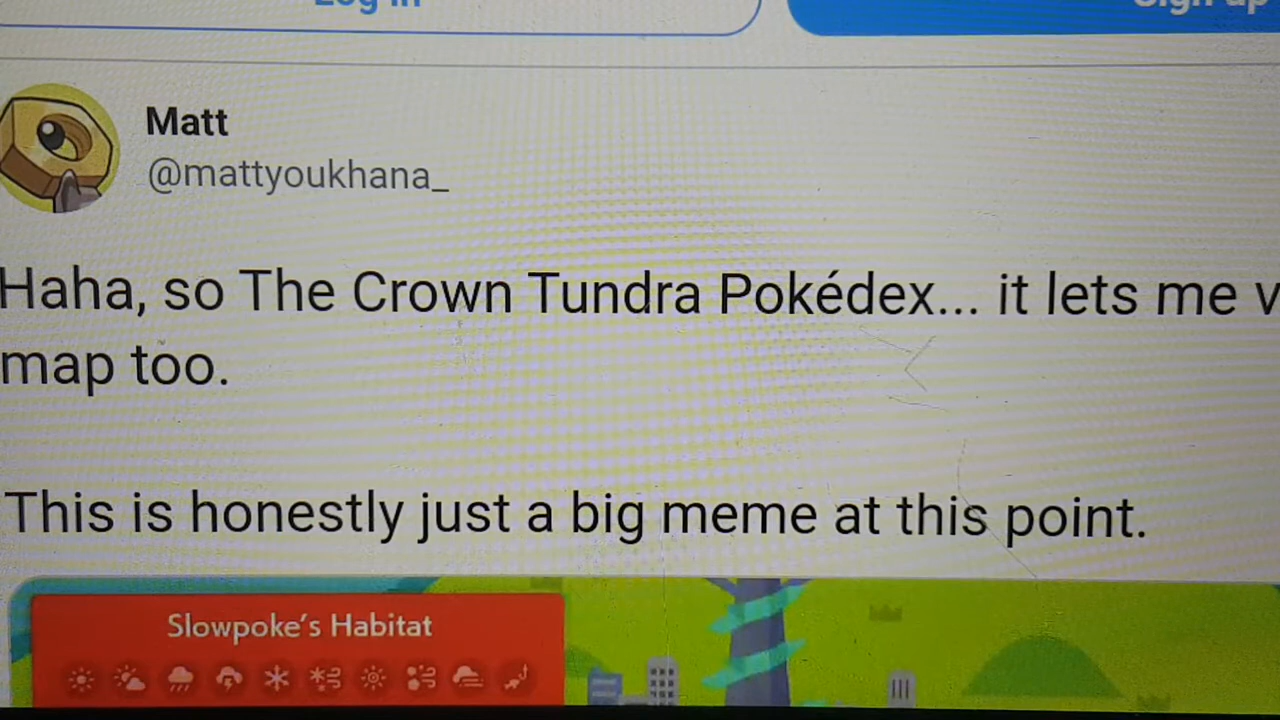 Log in
Sign up
Matt
@mattyoukhana_
Haha, so The Crown Tundra Pokédex... it lets me
map too.
This is honestly just a big meme at this point.
Slowpoke's Habitat